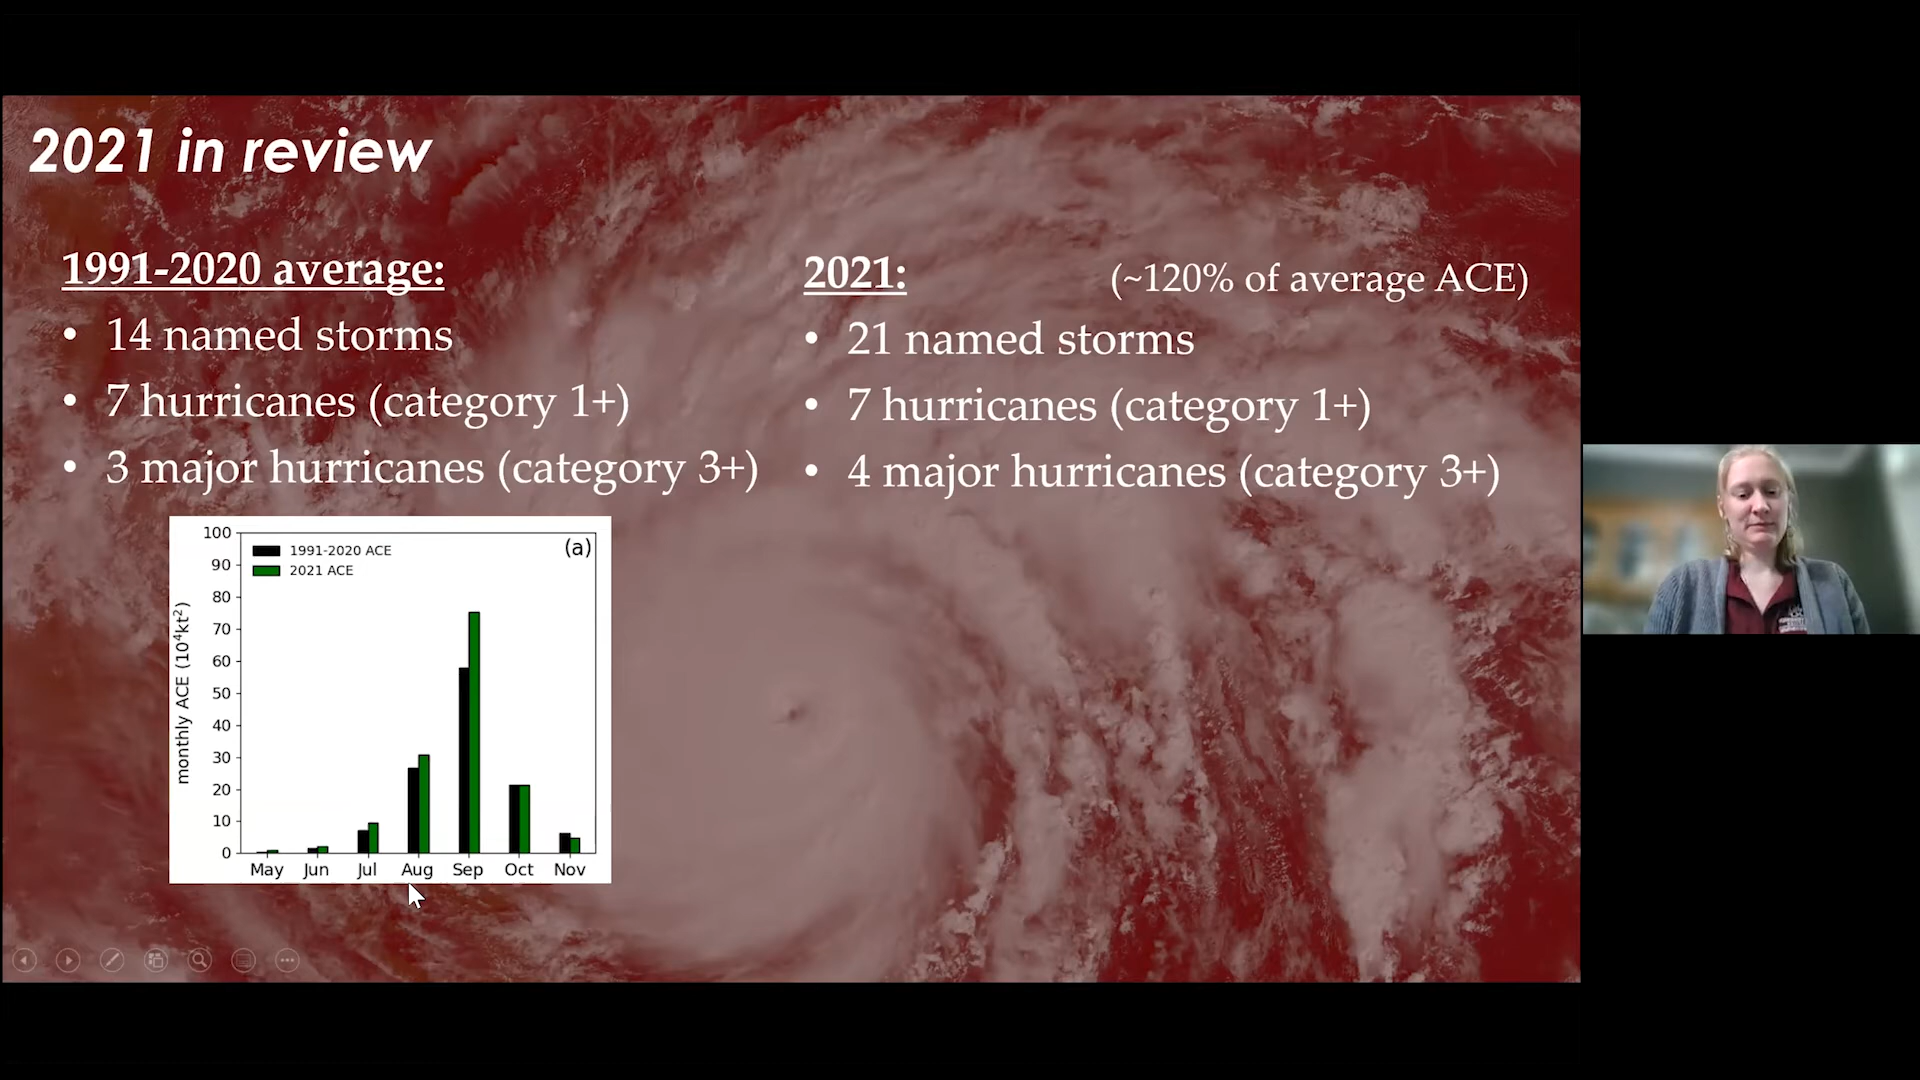 2021 in review
1991-2020 average:
• 14 named storms
• 7 hurricanes (category 1+)
• 3 major hurricanes (category 3+)
2021:
(~120% of average ACE)
• 21 named storms
• 7 hurricanes (category 1+)
• 4 major hurricanes (category 3+)
(a)
1991-2020 ACE
2021 ACE
monthly ACE (10⁴kt²)
100
90
80
70
60
50
40
30
20
10
0
May Jun Jul Aug Sep Oct Nov